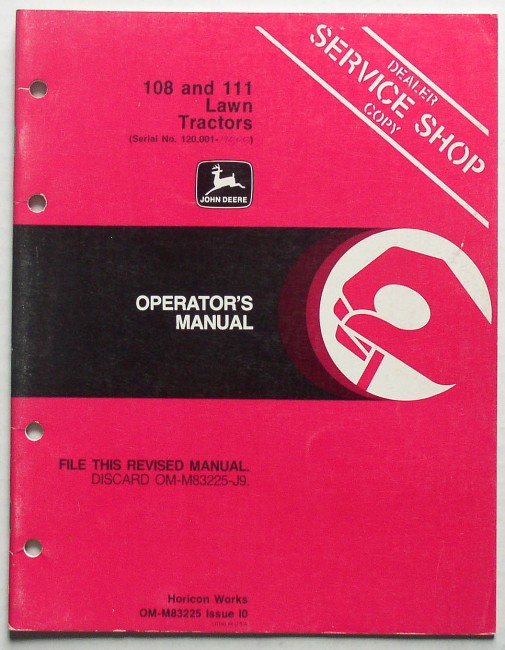 DEALER
SERVICE SHOP
COPY
108 and 111
Lawn
Tractors
(Serial No. 120,001-
JOHN DEERE
OPERATOR'S
MANUAL
FILE THIS REVISED MANUAL.
DISCARD OM-M83225-J9.
Horicon Works
OM-M83225 Issue I0